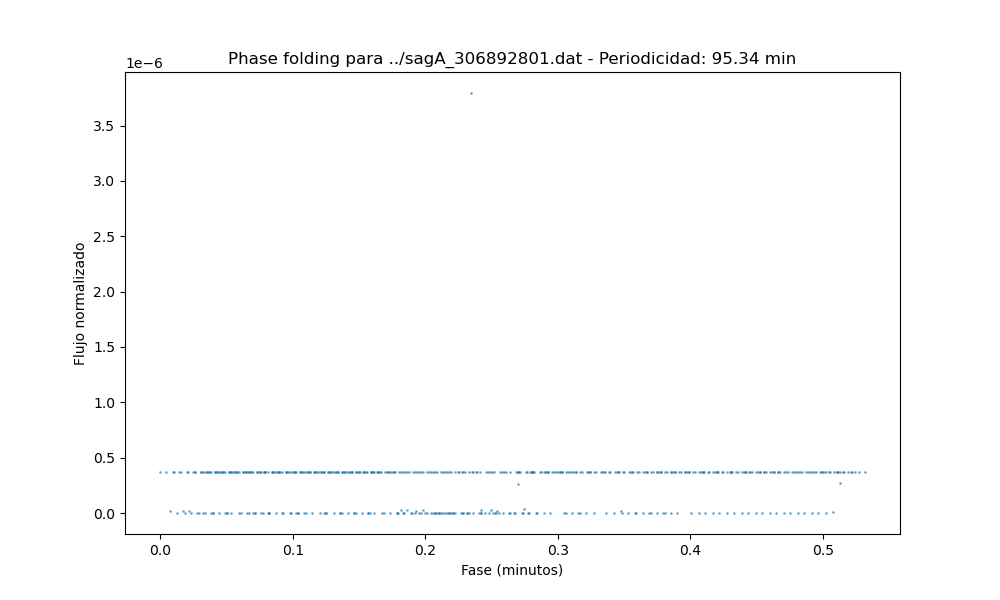 Phase folding para ../sagA_306892801.dat - Periodicidad: 95.34 min
1e−6
3.5
3.0
2.5
2.0
1.5
1.0
0.5
0.0
Flujo normalizado
0.0 0.1 0.2 0.3 0.4 0.5
Fase (minutos)